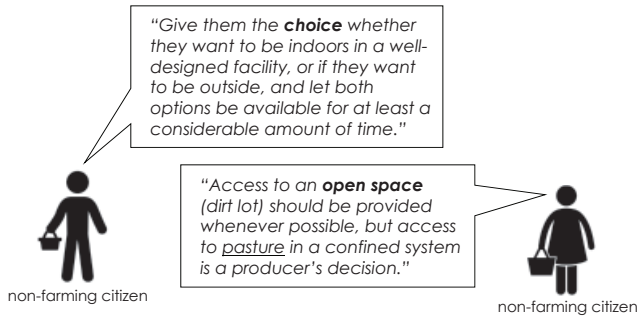 “Give them the choice whether
they want to be indoors in a well-
designed facility, or if they want
to be outside, and let both
options be available for at least a
considerable amount of time.”
“Access to an open space
(dirt lot) should be provided
whenever possible, but access
to pasture in a confined system
is a producer’s decision.”
non-farming citizen
non-farming citizen